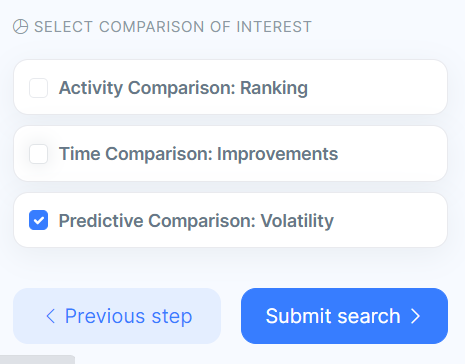 SELECT COMPARISON OF INTEREST
Activity Comparison: Ranking
Time Comparison: Improvements
Predictive Comparison: Volatility
Previous step
Submit search